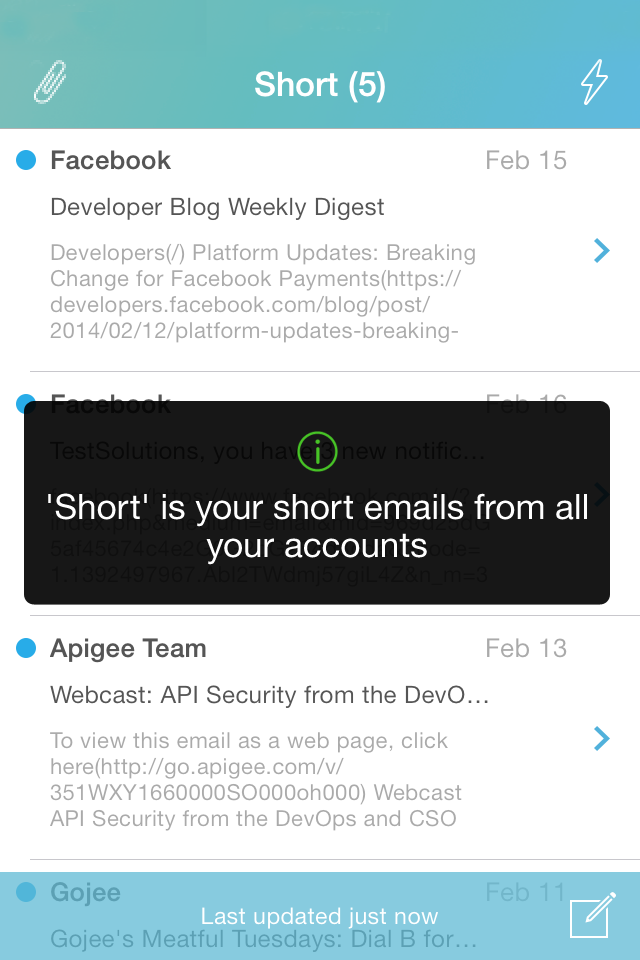 Short (5)
Facebook
Feb 15
Developer Blog Weekly Digest
Developers(/) Platform Updates: Breaking
Change for Facebook Payments(https://
developers.facebook.com/blog/post/
2014/02/12/platform-updates-breaking-
Facebook
Feb 16
TestSolutions, you have 3 new notific...
'Short' is your short emails from all
your accounts
1.1392497967.AbI2TWdmj57giL4Z&n_m=3
Apigee Team
Feb 13
Webcast: API Security from the DevO...
To view this email as a web page, click
here(http://go.apigee.com/v/
351WXY1660000SO000oh000) Webcast
API Security from the DevOps and CSO
Gojee
Feb 11
Last updated just now
Gojee's Meatful Tuesdays: Dial B for...